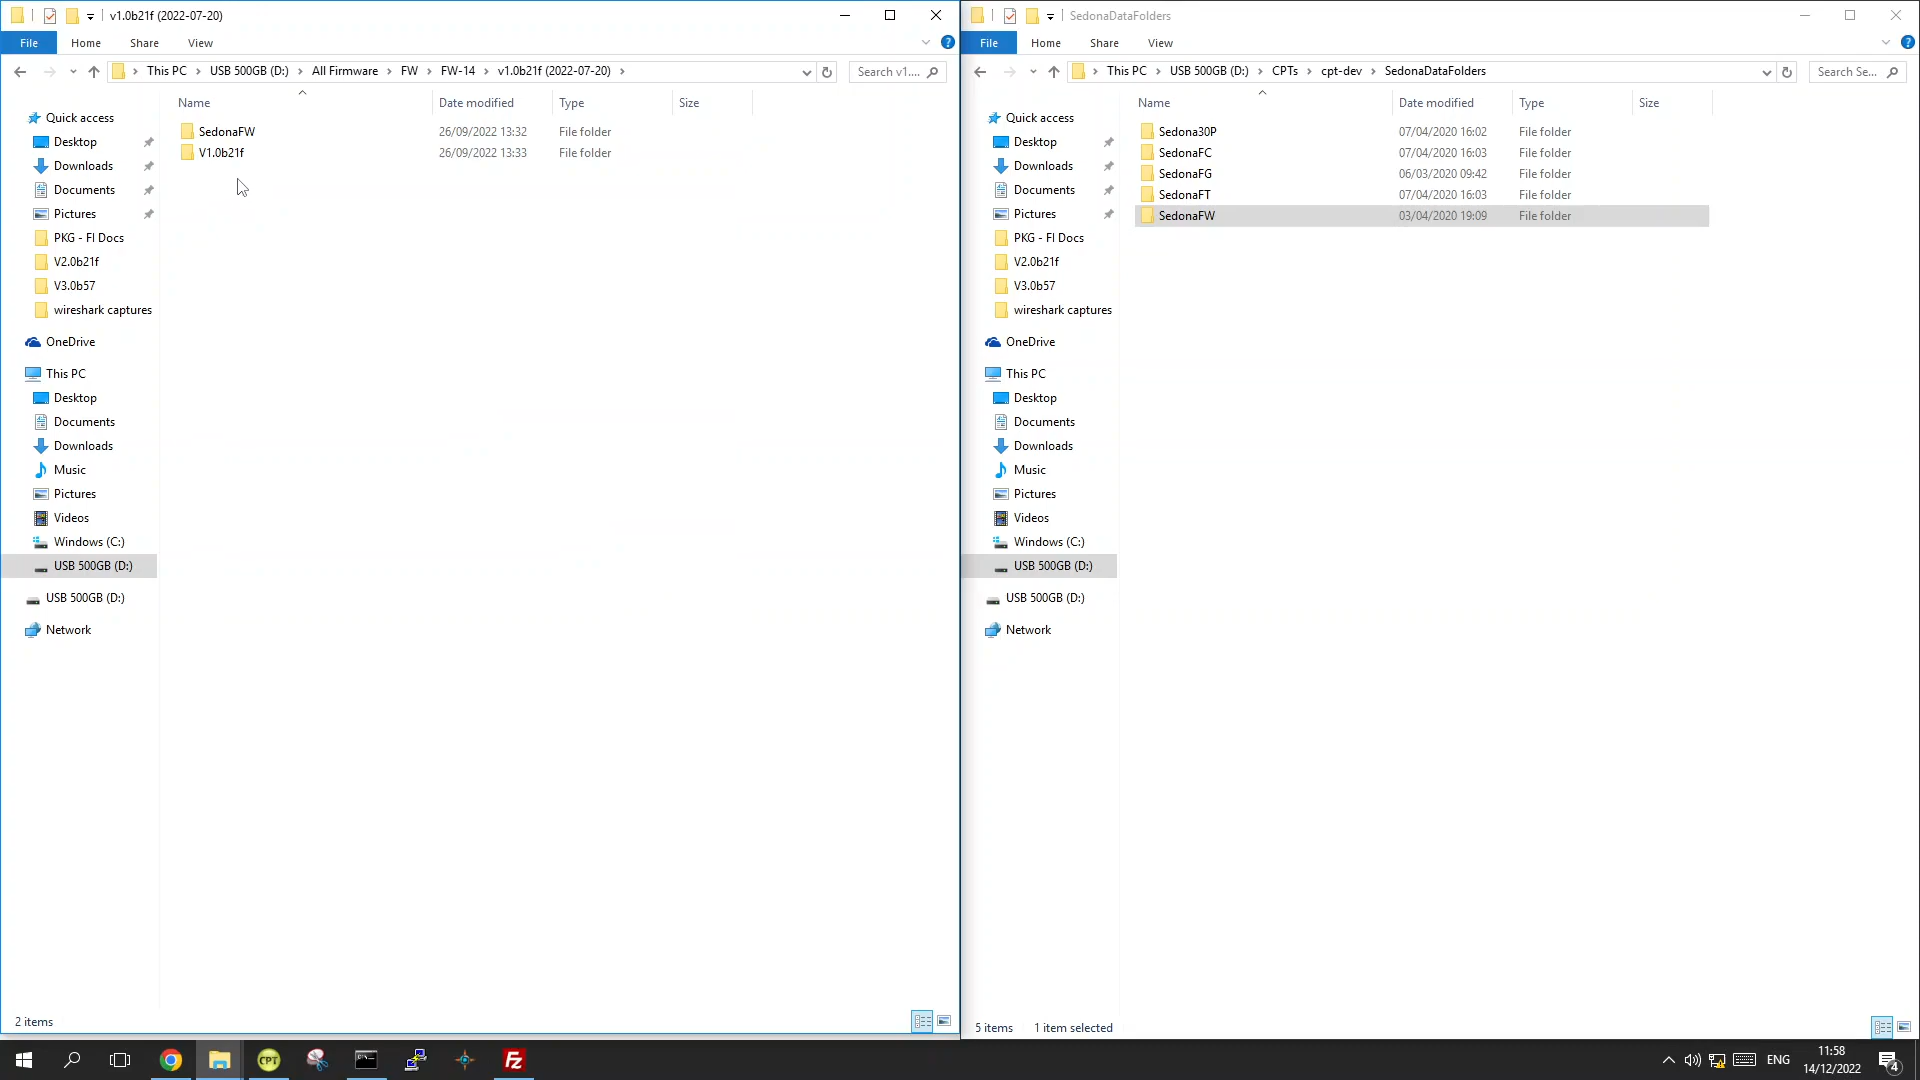 v1.0b21f (2022-07-20)
File Home Share View
This PC USB 500GB (D:) All Firmware FW FW-14 v1.0b21f (2022-07-20)
Search v1....
Name Date modified Type Size
SedonaFW 26/09/2022 13:32 File folder
V1.0b21f 26/09/2022 13:33 File folder
Quick access
Desktop
Downloads
Documents
Pictures
PKG - FI Docs
V2.0b21f
V3.0b57
wireshark captures
OneDrive
This PC
Desktop
Documents
Downloads
Music
Pictures
Videos
Windows (C:)
USB 500GB (D:)
USB 500GB (D:)
Network
2 items
SedonaDataFolders
File Home Share View
This PC USB 500GB (D:) CPTs cpt-dev SedonaDataFolders
Search Se...
Name Date modified Type Size
Sedona30P 07/04/2020 16:02 File folder
SedonaFC 07/04/2020 16:03 File folder
SedonaFG 06/03/2020 09:42 File folder
SedonaFT 07/04/2020 16:03 File folder
SedonaFW 03/04/2020 19:09 File folder
Quick access
Desktop
Downloads
Documents
Pictures
PKG - FI Docs
V2.0b21f
V3.0b57
wireshark captures
OneDrive
This PC
Desktop
Documents
Downloads
Music
Pictures
Videos
Windows (C:)
USB 500GB (D:)
USB 500GB (D:)
Network
5 items 1 item selected
CPT
FZ
ENG
11:58
14/12/2022
4